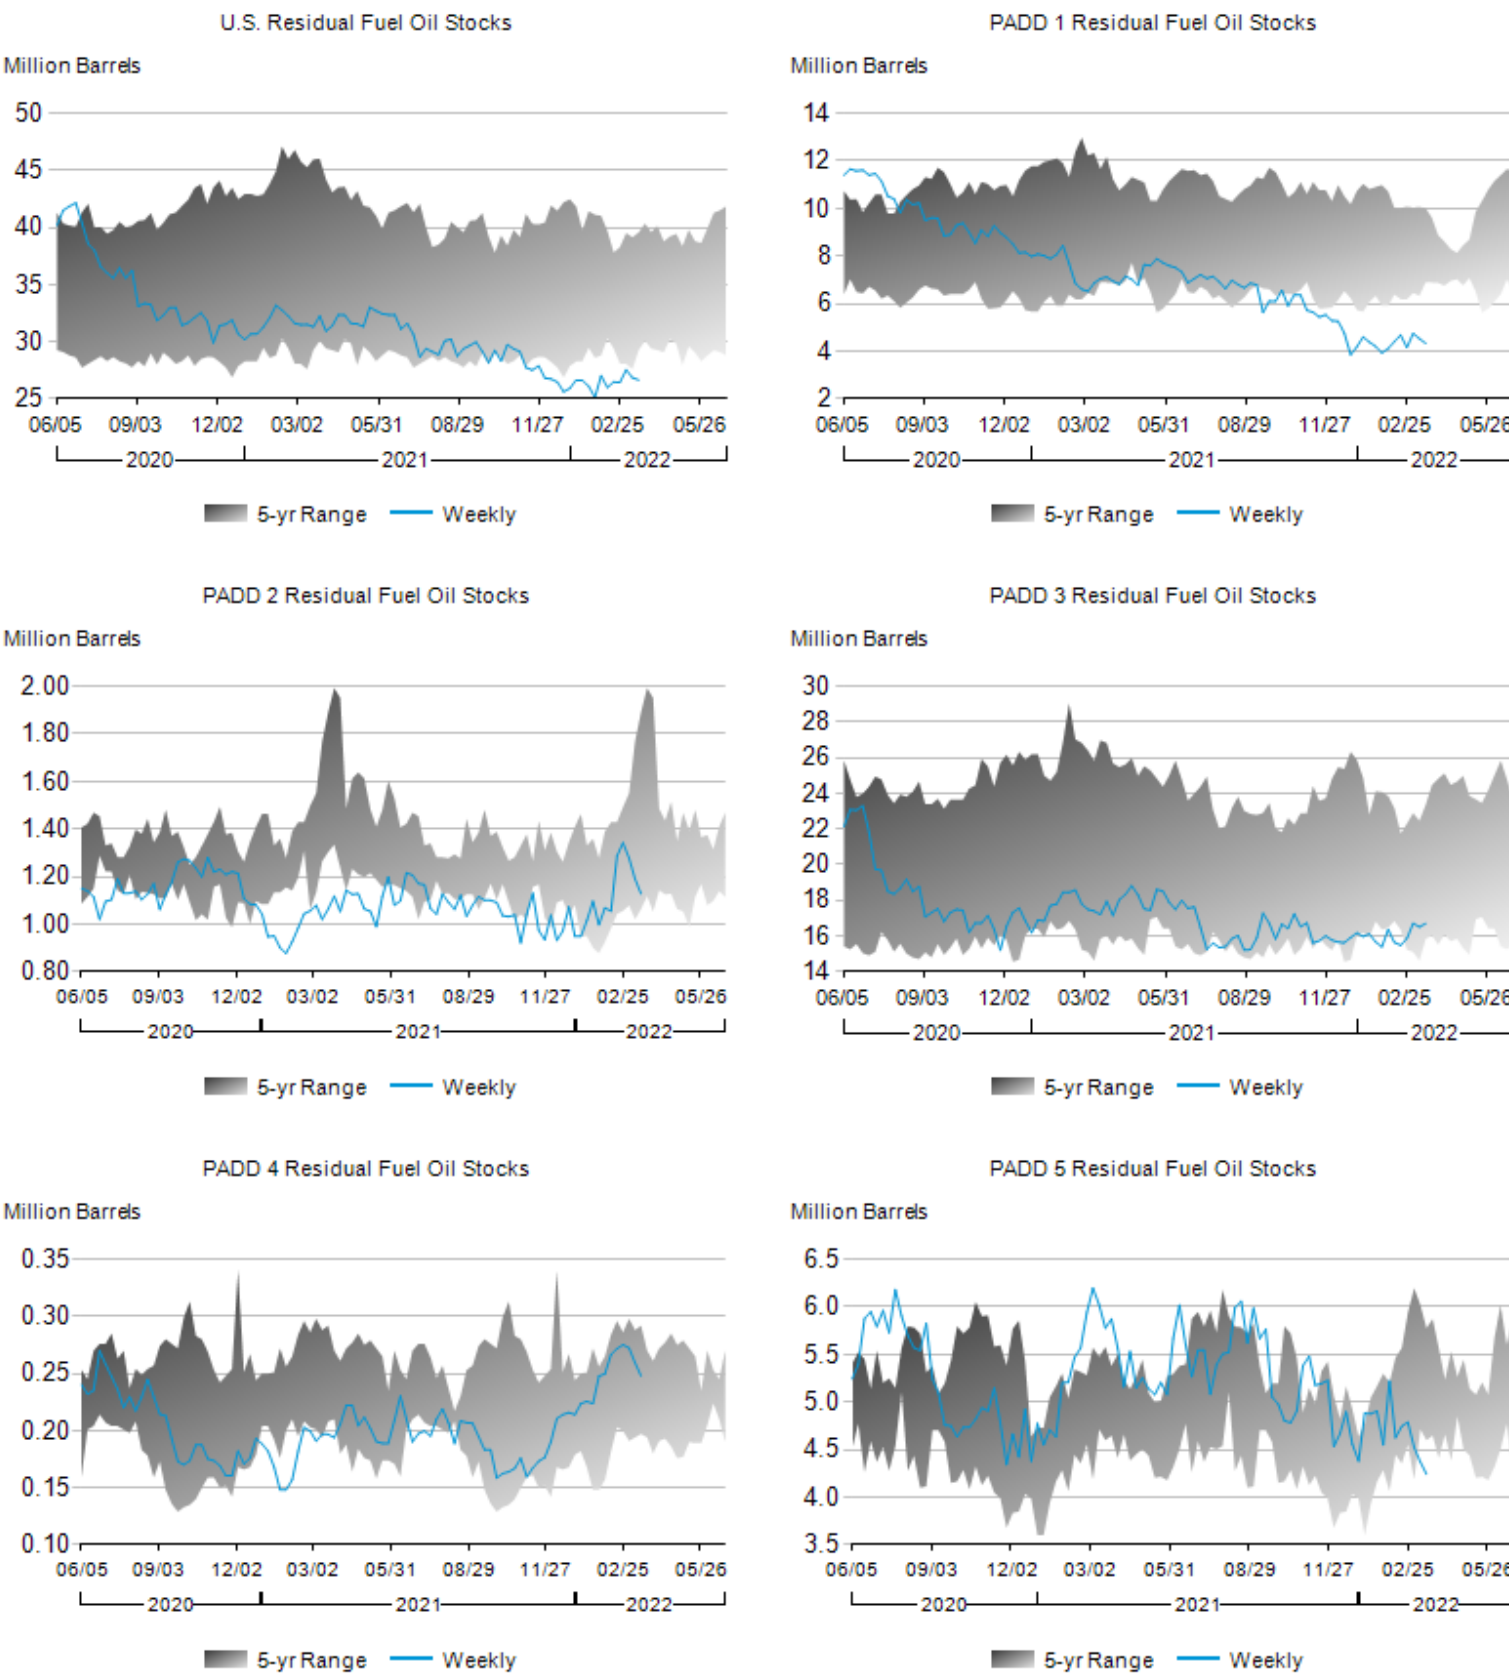 U.S. Residual Fuel Oil Stocks
Million Barrels
50
45
40
35
30
25
06/05 09/03 12/02 03/02 05/31 08/29 11/27 02/25 05/26
2020 2021 2022
5-yr Range Weekly
PADD 1 Residual Fuel Oil Stocks
Million Barrels
14
12
10
8
6
4
2
06/05 09/03 12/02 03/02 05/31 08/29 11/27 02/25 05/26
2020 2021 2022
5-yr Range Weekly
PADD 2 Residual Fuel Oil Stocks
Million Barrels
2.00
1.80
1.60
1.40
1.20
1.00
0.80
06/05 09/03 12/02 03/02 05/31 08/29 11/27 02/25 05/26
2020 2021 2022
5-yr Range Weekly
PADD 3 Residual Fuel Oil Stocks
Million Barrels
30
28
26
24
22
20
18
16
14
06/05 09/03 12/02 03/02 05/31 08/29 11/27 02/25 05/26
2020 2021 2022
5-yr Range Weekly
PADD 4 Residual Fuel Oil Stocks
Million Barrels
0.35
0.30
0.25
0.20
0.15
0.10
06/05 09/03 12/02 03/02 05/31 08/29 11/27 02/25 05/26
2020 2021 2022
5-yr Range Weekly
PADD 5 Residual Fuel Oil Stocks
Million Barrels
6.5
6.0
5.5
5.0
4.5
4.0
3.5
06/05 09/03 12/02 03/02 05/31 08/29 11/27 02/25 05/26
2020 2021 2022
5-yr Range Weekly